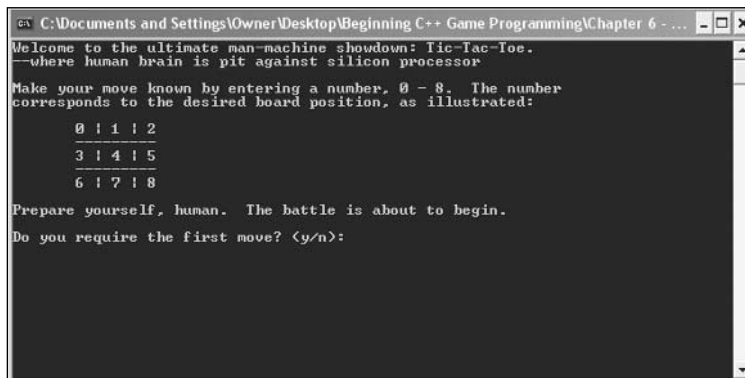 C:\Documents and Settings\Owner\Desktop\Beginning C++ Game Programming\Chapter 6 - ...
Welcome to the ultimate man-machine showdown: Tic-Tac-Toe.
--where human brain is pit against silicon processor
Make your move known by entering a number, 0 - 8.  The number
corresponds to the desired board position, as illustrated:
0 | 1 | 2
---------
3 | 4 | 5
---------
6 | 7 | 8
Prepare yourself, human.  The battle is about to begin.
Do you require the first move? (y/n):